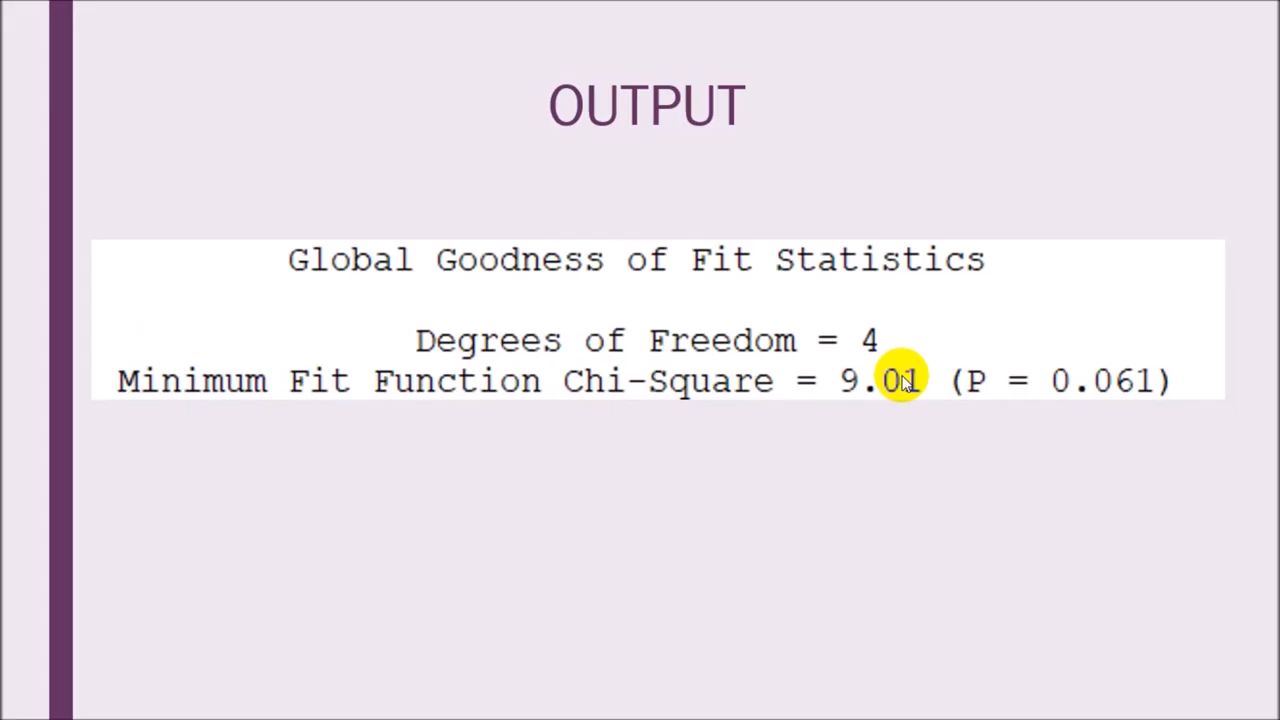 OUTPUT
Global Goodness of Fit Statistics
Degrees of Freedom = 4
Minimum Fit Function Chi-Square = 9.01 (P = 0.061)